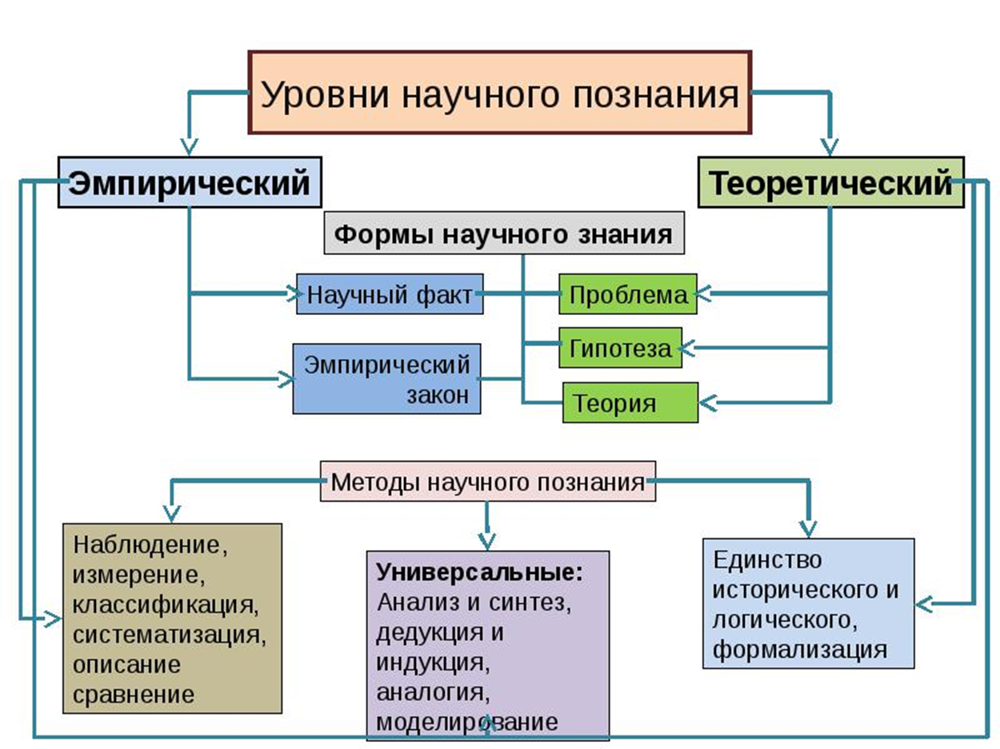 Уровни научного познания
Эмпирический
Теоретический
Формы научного знания
Научный факт
Проблема
Гипотеза
Эмпирический
закон
Теория
Методы научного познания
Наблюдение,
измерение,
классификация,
систематизация,
описание
сравнение
Универсальные:
Анализ и синтез,
дедукция и
индукция,
аналогия,
моделирование
Единство
исторического и
логического,
формализация